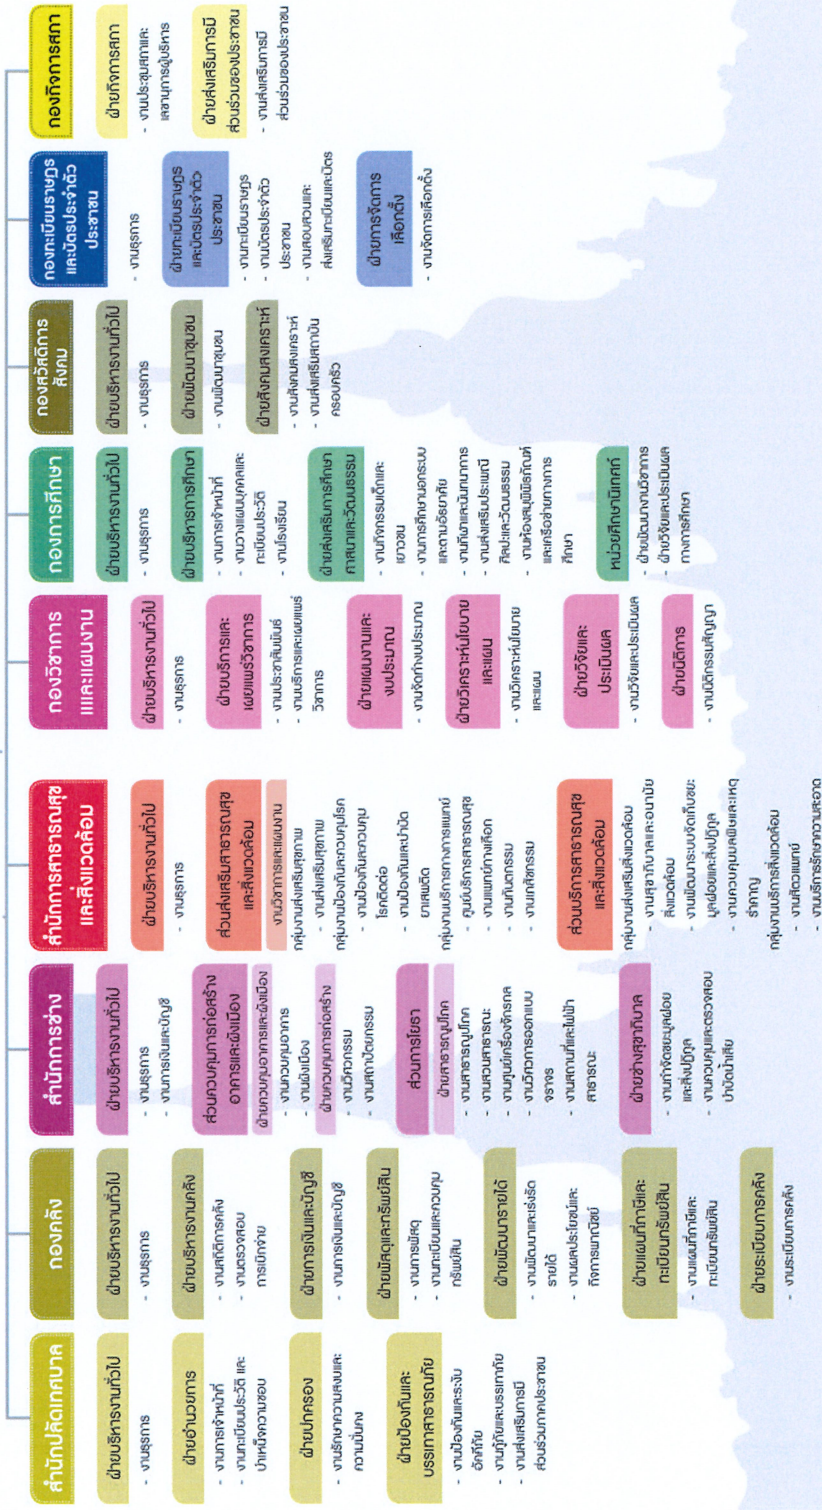 สำนักปลัดเทศบาล
ฝ่ายบริหารงานทั่วไป
- งานธุรการ
ฝ่ายอำนวยการ
- งานการเจ้าหน้าที่
- งานทะเบียนประวัติ และ
บำเหน็จความชอบ
ฝ่ายปกครอง
- งานรักษาความสงบและ
ความมั่นคง
ฝ่ายป้องกันและ
บรรเทาสาธารณภัย
- งานป้องกันและระงับ
อัคคีภัย
- งานกู้ภัยและบรรเทาภัย
- งานส่งเสริมการมี
ส่วนร่วมภาคประชาชน
กองคลัง
ฝ่ายบริหารงานทั่วไป
- งานธุรการ
ฝ่ายบริหารงานคลัง
- งานสถิติการคลัง
- งานตรวจสอบ
การเบิกจ่าย
ฝ่ายการเงินและบัญชี
- งานการเงินและบัญชี
ฝ่ายพัสดุและทรัพย์สิน
- งานการพัสดุ
- งานทะเบียนและควบคุม
ทรัพย์สิน
ฝ่ายพัฒนารายได้
- งานพัฒนาและเร่งรัด
รายได้
- งานผลประโยชน์และ
กิจการพาณิชย์
ฝ่ายแผนที่ภาษีและ
ทะเบียนทรัพย์สิน
- งานแผนที่ภาษีและ
ทะเบียนทรัพย์สิน
ฝ่ายระเบียบการคลัง
- งานระเบียบการคลัง
สำนักการช่าง
ฝ่ายบริหารงานทั่วไป
- งานธุรการ
- งานการเงินและบัญชี
ส่วนควบคุมการก่อสร้าง
อาคารและผังเมือง
ฝ่ายควบคุมอาคารและผังเมือง
- งานควบคุมอาคาร
- งานผังเมือง
ฝ่ายควบคุมการก่อสร้าง
- งานวิศวกรรม
- งานสถาปัตยกรรม
ส่วนการโยธา
ฝ่ายสาธารณูปโภค
- งานสาธารณูปโภค
- งานสวนสาธารณะ
- งานศูนย์เครื่องจักรกล
- งานวิศวการออกแบบ
จราจร
- งานสถานที่และไฟฟ้า
สาธารณะ
ฝ่ายช่างสุขาภิบาล
- งานกำจัดขยะมูลฝอย
และสิ่งปฏิกูล
- งานควบคุมและตรวจสอบ
บำบัดน้ำเสีย
สำนักการสาธารณสุข
และสิ่งแวดล้อม
ฝ่ายบริหารงานทั่วไป
- งานธุรการ
ส่วนส่งเสริมสาธารณสุข
และสิ่งแวดล้อม
งานวิชาการและแผนงาน
กลุ่มงานส่งเสริมสุขภาพ
- งานส่งเสริมสุขภาพ
กลุ่มงานป้องกันและควบคุมโรค
- งานป้องกันและควบคุม
โรคติดต่อ
- งานป้องกันและบำบัด
ยาเสพติด
กลุ่มงานบริการทางการแพทย์
- ศูนย์บริการสาธารณสุข
- งานแพทย์ทางเลือก
- งานทันตกรรม
- งานเภสัชกรรม
ส่วนบริการสาธารณสุข
และสิ่งแวดล้อม
กลุ่มงานส่งเสริมสิ่งแวดล้อม
- งานสุขาภิบาลและอนามัย
สิ่งแวดล้อม
- งานพัฒนาระบบจัดเก็บขยะ
มูลฝอยและสิ่งปฏิกูล
- งานควบคุมมลพิษและเหตุ
รำคาญ
กลุ่มงานบริการสิ่งแวดล้อม
- งานสัตวแพทย์
- งานบริการรักษาความสะอาด
กองวิชาการ
และแผนงาน
ฝ่ายบริหารงานทั่วไป
- งานธุรการ
ฝ่ายบริการและ
เผยแพร่วิชาการ
- งานประชาสัมพันธ์
- งานบริการและเผยแพร่
วิชาการ
ฝ่ายแผนงานและ
งบประมาณ
- งานจัดทำงบประมาณ
ฝ่ายวิเคราะห์นโยบาย
และแผน
- งานวิเคราะห์นโยบาย
และแผน
ฝ่ายวิจัยและ
ประเมินผล
- งานวิจัยและประเมินผล
ฝ่ายนิติการ
- งานนิติกรรมสัญญา
กองการศึกษา
ฝ่ายบริหารงานทั่วไป
- งานธุรการ
ฝ่ายบริหารการศึกษา
- งานการเจ้าหน้าที่
- งานวางแผนบุคคลและ
ทะเบียนประวัติ
- งานโรงเรียน
ฝ่ายส่งเสริมการศึกษา
ศาสนาและวัฒนธรรม
- งานกิจกรรมเด็กและ
เยาวชน
- งานการศึกษานอกระบบ
และตามอัธยาศัย
- งานกีฬาและนันทนาการ
- งานส่งเสริมประเพณี
ศิลปะและวัฒนธรรม
- งานห้องสมุพิพิธภัณฑ์
และเครือข่ายทางการ
ศึกษา
หน่วยศึกษานิเทศก์
- ฝ่ายพัฒนางานวิชาการ
- ฝ่ายวิจัยและประเมินผล
ทางการศึกษา
กองสวัสดิการ
สังคม
ฝ่ายบริหารงานทั่วไป
- งานธุรการ
ฝ่ายพัฒนาชุมชน
- งานพัฒนาชุมชน
ฝ่ายสังคมสงเคราะห์
- งานสังคมสงเคราะห์
- งานส่งเสริมสถาบัน
ครอบครัว
กองทะเบียนราษฎร
และบัตรประจำตัว
ประชาชน
- งานธุรการ
ฝ่ายทะเบียนราษฎร
และบัตรประจำตัว
ประชาชน
- งานทะเบียนราษฎร
- งานบัตรประจำตัว
ประชาชน
- งานสอบสวนและ
ส่งเสริมทะเบียนและบัตร
ฝ่ายการจัดการ
เลือกตั้ง
- งานจัดการเลือกตั้ง
กองกิจการสภา
ฝ่ายกิจการสภา
- งานประชุมสภาและ
เลขานุการผู้บริหาร
ฝ่ายส่งเสริมการมี
ส่วนร่วมของประชาชน
- งานส่งเสริมการมี
ส่วนร่วมของประชาชน